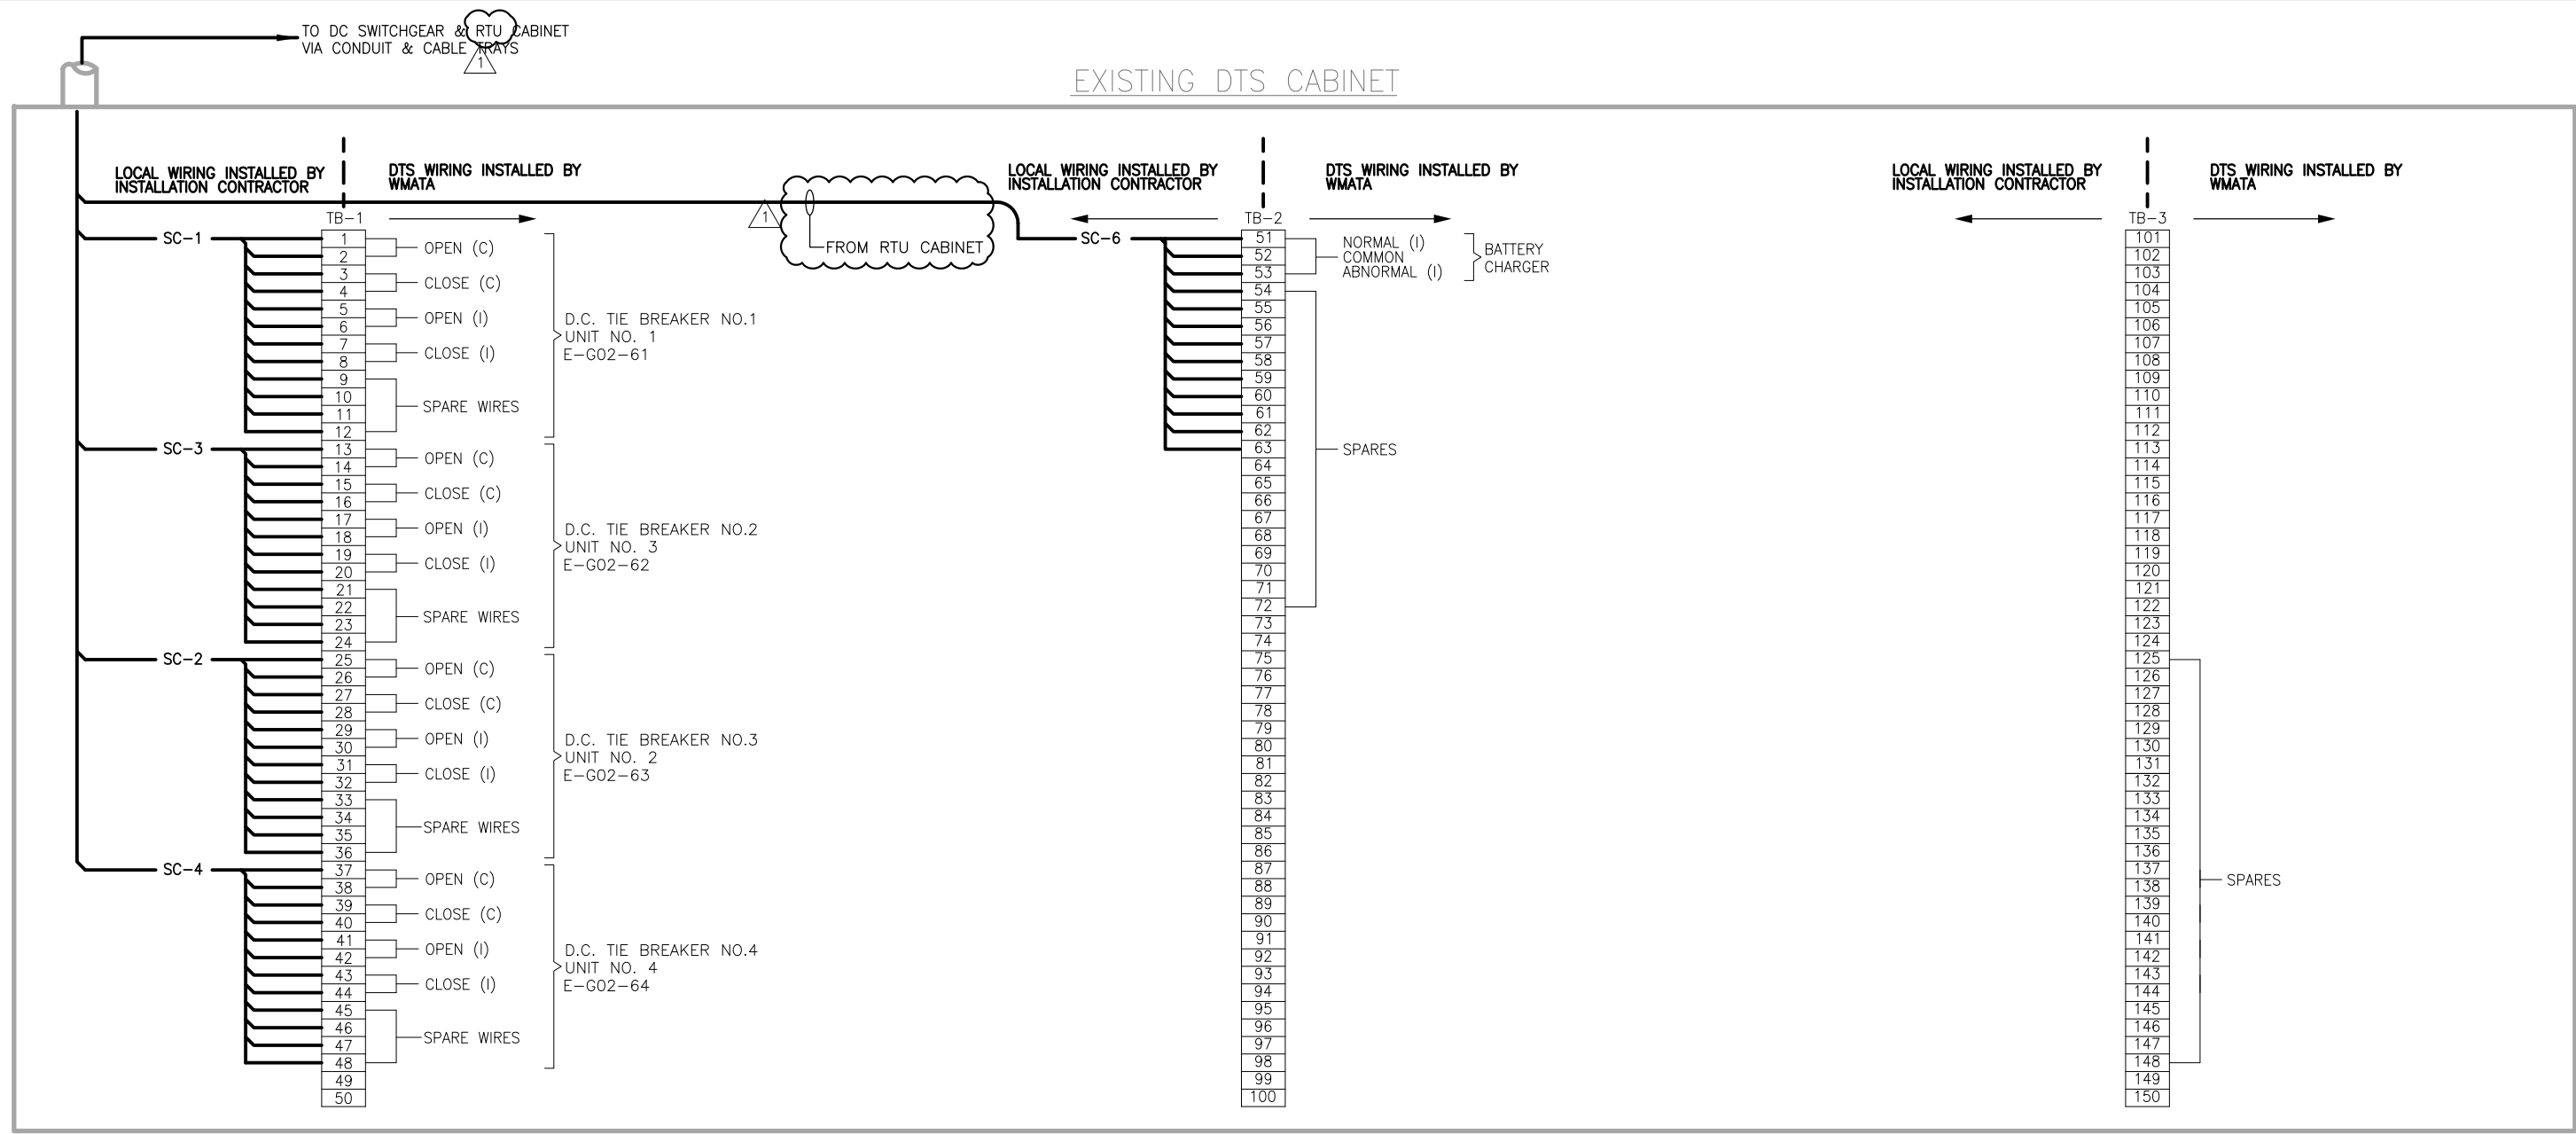 TO DC SWITCHGEAR & RTU CABINET
VIA CONDUIT & CABLE TRAYS
1
EXISTING DTS CABINET
LOCAL WIRING INSTALLED BY
INSTALLATION CONTRACTOR
DTS WIRING INSTALLED BY
WMATA
TB-1
SC-1
1
2
3
4
5
6
7
8
9
10
11
12
OPEN (C)
CLOSE (C)
OPEN (I)
CLOSE (I)
SPARE WIRES
D.C. TIE BREAKER NO.1
UNIT NO. 1
E-G02-61
SC-3
13
14
15
16
17
18
19
20
21
22
23
24
OPEN (C)
CLOSE (C)
OPEN (I)
CLOSE (I)
SPARE WIRES
D.C. TIE BREAKER NO.2
UNIT NO. 3
E-G02-62
SC-2
25
26
27
28
29
30
31
32
33
34
35
36
OPEN (C)
CLOSE (C)
OPEN (I)
CLOSE (I)
SPARE WIRES
D.C. TIE BREAKER NO.3
UNIT NO. 2
E-G02-63
SC-4
37
38
39
40
41
42
43
44
45
46
47
48
49
50
OPEN (C)
CLOSE (C)
OPEN (I)
CLOSE (I)
SPARE WIRES
D.C. TIE BREAKER NO.4
UNIT NO. 4
E-G02-64
1
FROM RTU CABINET
LOCAL WIRING INSTALLED BY
INSTALLATION CONTRACTOR
DTS WIRING INSTALLED BY
WMATA
TB-2
SC-6
51
52
53
54
55
56
57
58
59
60
61
62
63
64
65
66
67
68
69
70
71
72
73
74
75
76
77
78
79
80
81
82
83
84
85
86
87
88
89
90
91
92
93
94
95
96
97
98
99
100
NORMAL (I)
COMMON
ABNORMAL (I)
BATTERY
CHARGER
SPARES
LOCAL WIRING INSTALLED BY
INSTALLATION CONTRACTOR
DTS WIRING INSTALLED BY
WMATA
TB-3
101
102
103
104
105
106
107
108
109
110
111
112
113
114
115
116
117
118
119
120
121
122
123
124
125
126
127
128
129
130
131
132
133
134
135
136
137
138
139
140
141
142
143
144
145
146
147
148
149
150
SPARES